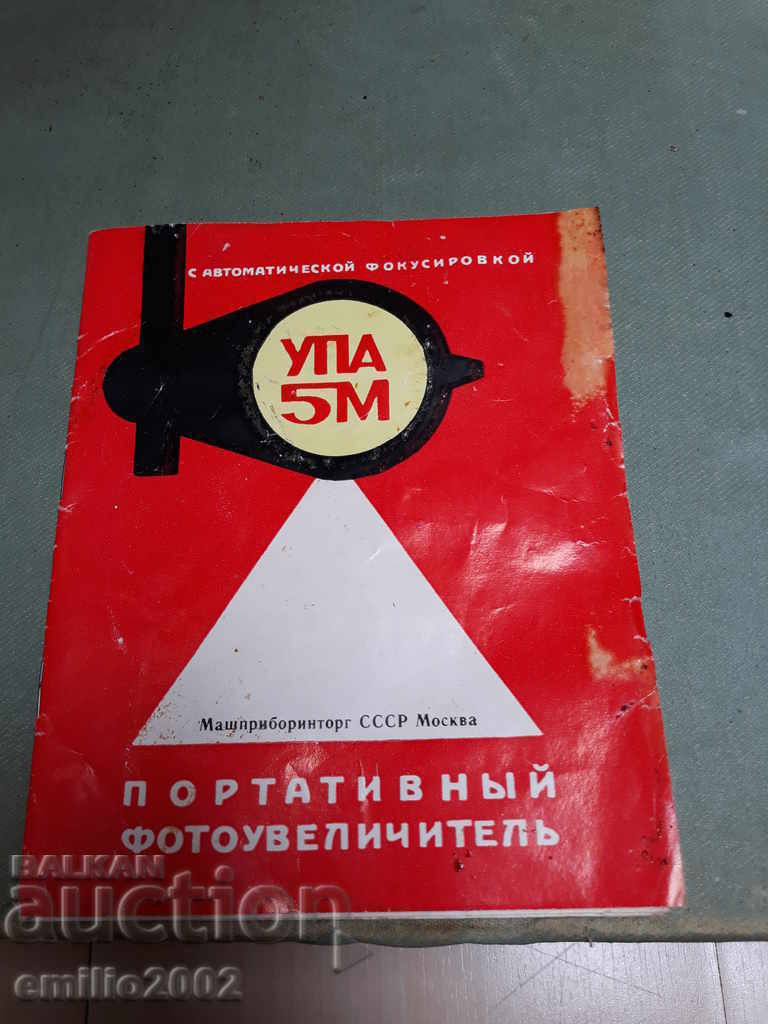 С АВТОМАТИЧЕСКОЙ ФОКУСИРОВКОЙ
УПА
5М
Машприборинторг СССР Москва
ПОРТАТИВНЫЙ
ФОТОУВЕЛИЧИТЕЛЬ
BALKAN
auction
emilio2002